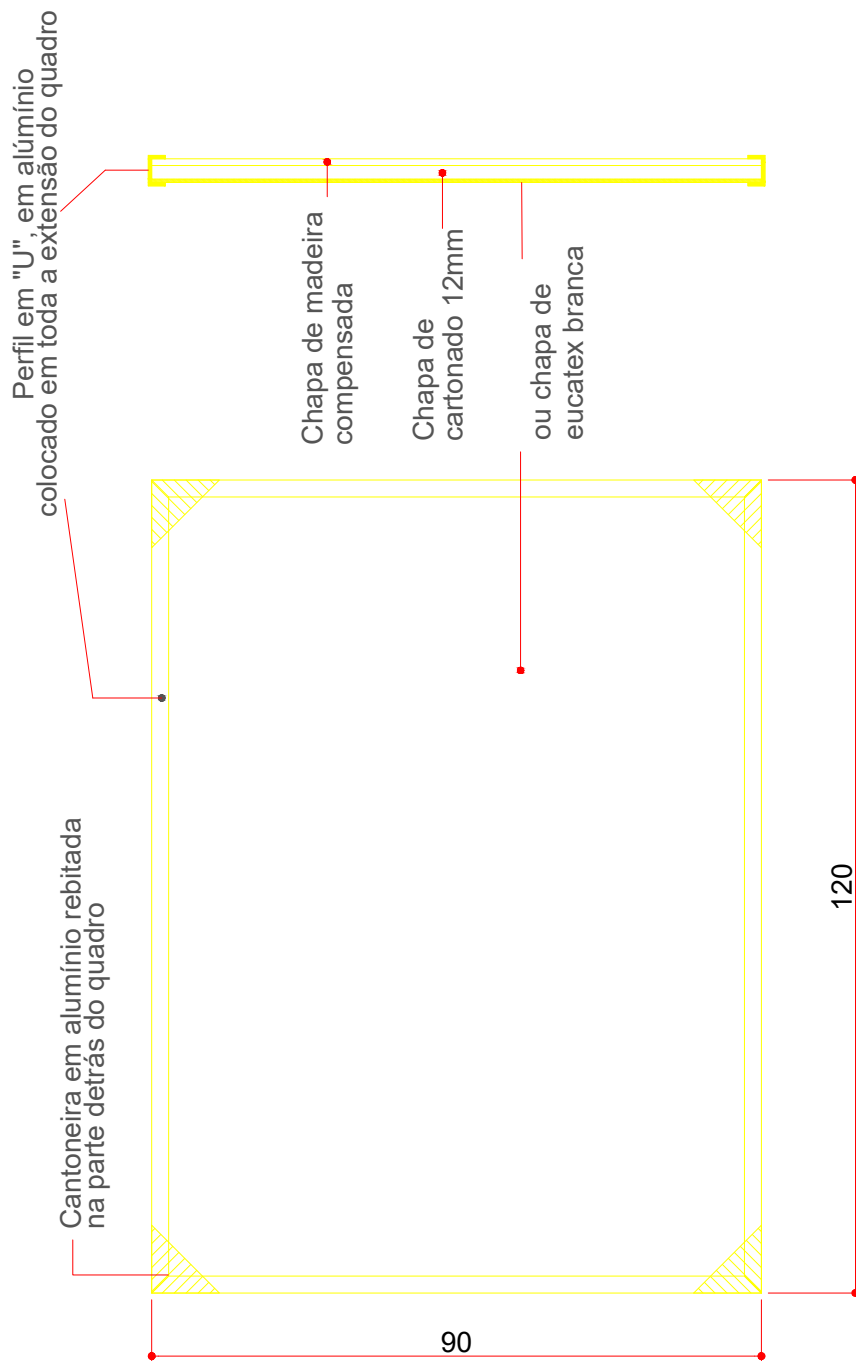 Perfil em "U", em alúmínio
colocado em toda a extensão do quadro
Chapa de madeira
compensada
Chapa de
cartonado 12mm
ou chapa de
eucatex branca
Cantoneira em alumínio rebitada
na parte detrás do quadro
120
90